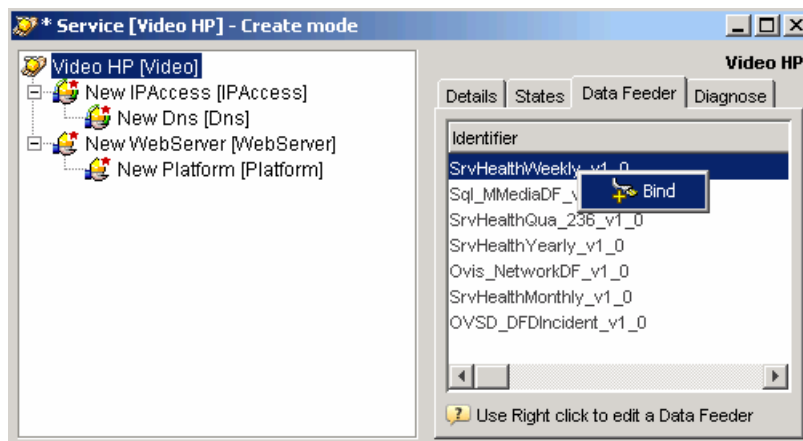 * Service [Video HP] - Create mode
Video HP [Video]
New IPAccess [IPAccess]
New Dns [Dns]
New WebServer [WebServer]
New Platform [Platform]
Video HP
Details States Data Feeder Diagnose
Identifier
SrvHealthWeekly_v1_0
Bind
Sql_MMediaDF_
SrvHealthQua_236_v1_0
SrvHealthYearly_v1_0
Ovis_NetworkDF_v1_0
SrvHealthMonthly_v1_0
OVSD_DFDIncident_v1_0
Use Right click to edit a Data Feeder